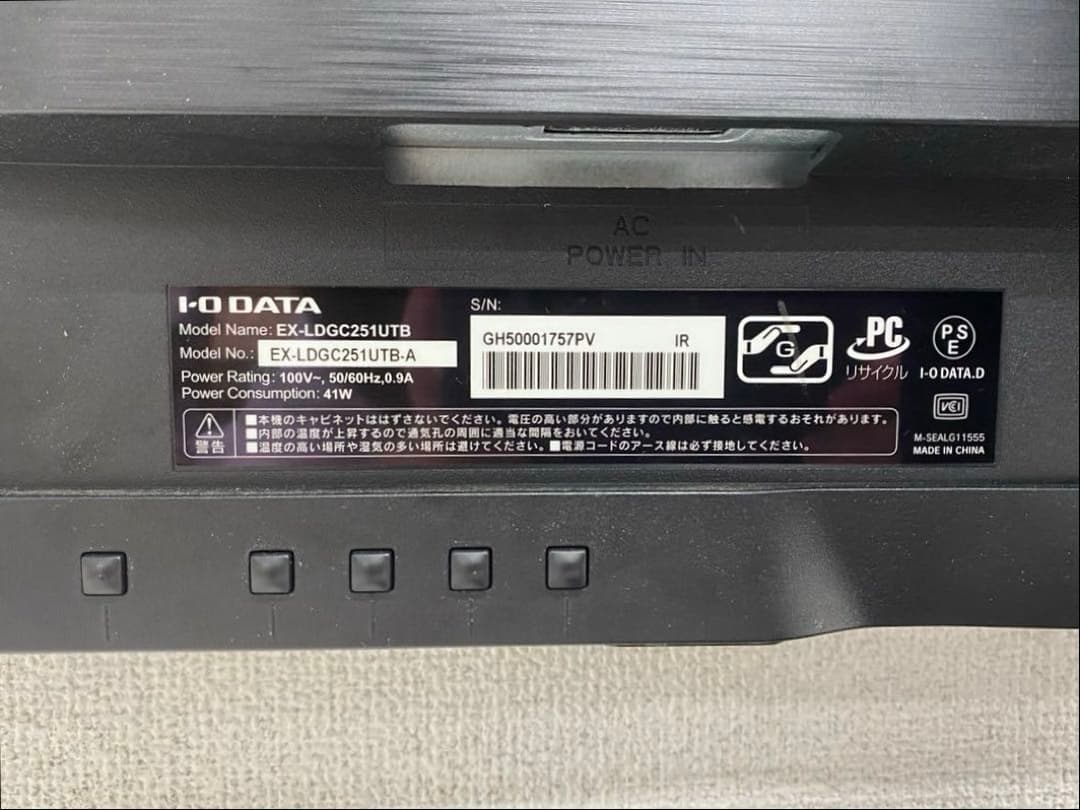 AC
POWER IN
I-O DATA
Model Name: EX-LDGC251UTB
Model No.: EX-LDGC251UTB-A
Power Rating: 100V~, 50/60Hz,0.9A
Power Consumption: 41W
S/N:
GH50001757PV IR
G
PC
リサイクル
PS
E
I-O DATA.D
VCI
M-SEALG11555
MADE IN CHINA
警告
■本機のキャビネットははずさないでください。電圧の高い部分がありますので内部に触ると感電するおそれがあります。
■内部の温度が上昇するので通気孔の周囲に適当な間隔をおいてください。
■温度の高い場所や湿気の多い場所は避けてください。■電源コードのアース線は必ず接地してください。